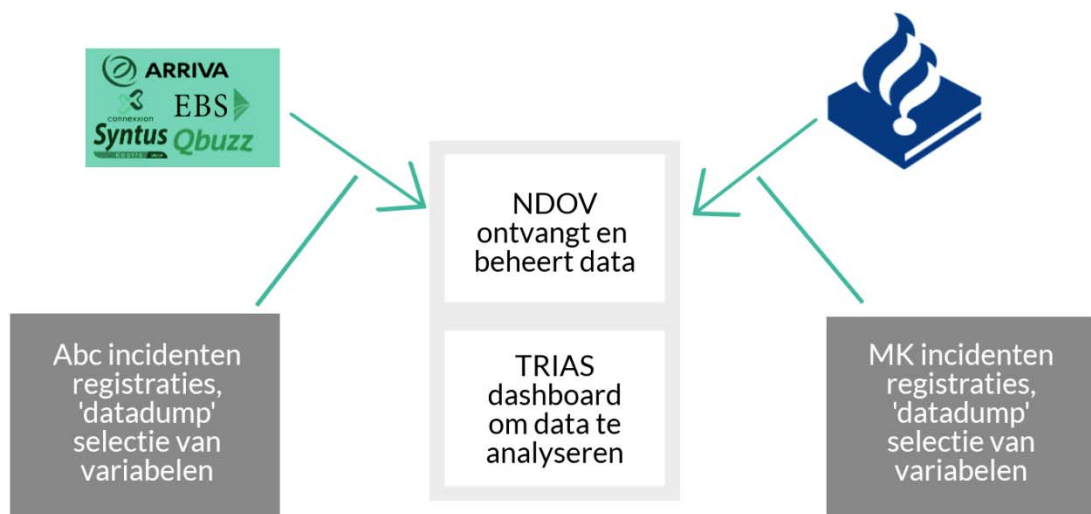 ARRIVA
connexxion
EBS
Syntus
Qbuzz
NDOV
ontvangt en
beheert data
TRIAS
dashboard
om data te
analyseren
Abc incidenten
registraties,
'datadump'
selectie van
variabelen
MK incidenten
registraties,
'datadump'
selectie van
variabelen